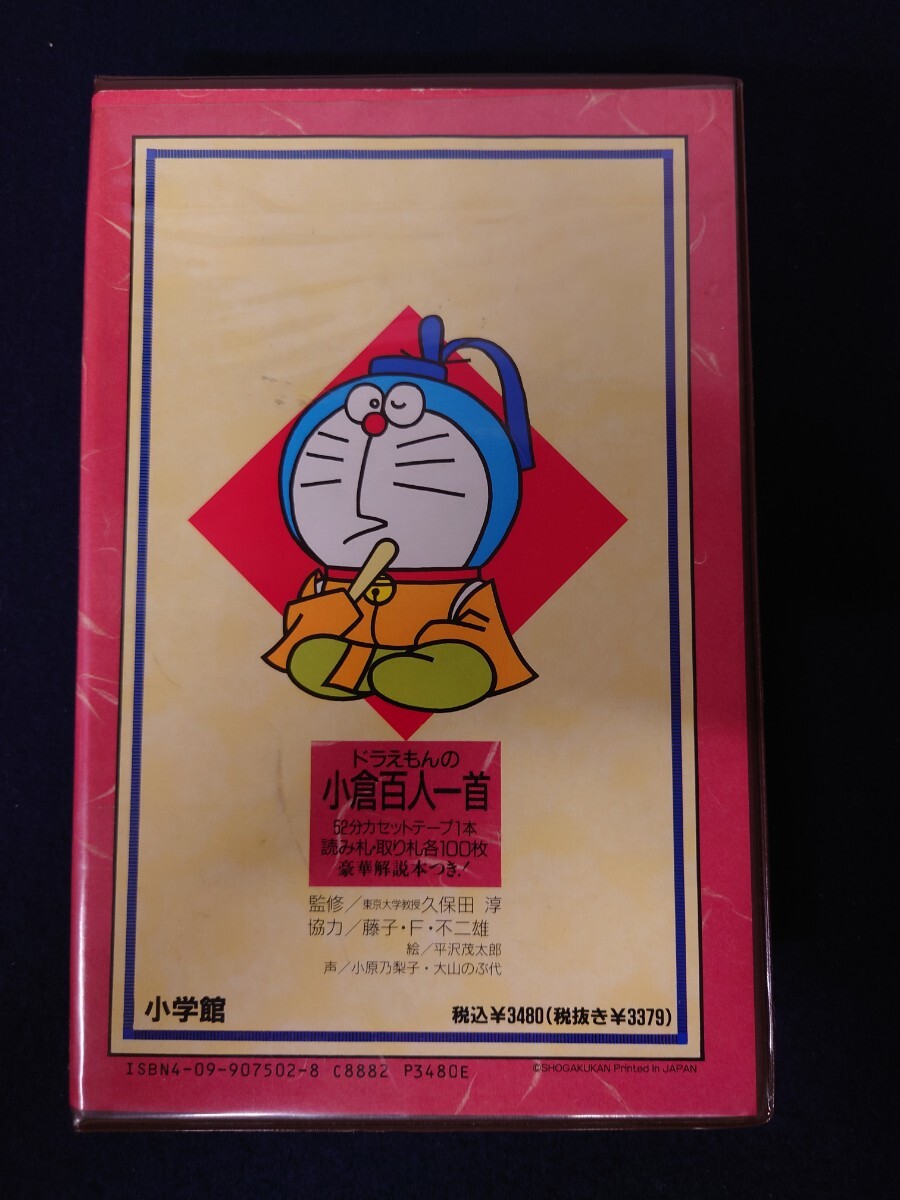 ドラえもんの
小倉百人一首
52分カセットテープ1本
読み札・取り札各100枚
豪華解説本つき!
監修/東京大学教授久保田 淳
協力/藤子・F・不二雄
絵/平沢茂太郎
声/小原乃梨子・大山のぶ代
小学館
税込¥3480(税抜き¥3379)
ISBN4-09-907502-8 C8882 P3480E
©SHOGAKUKAN Printed In JAPAN